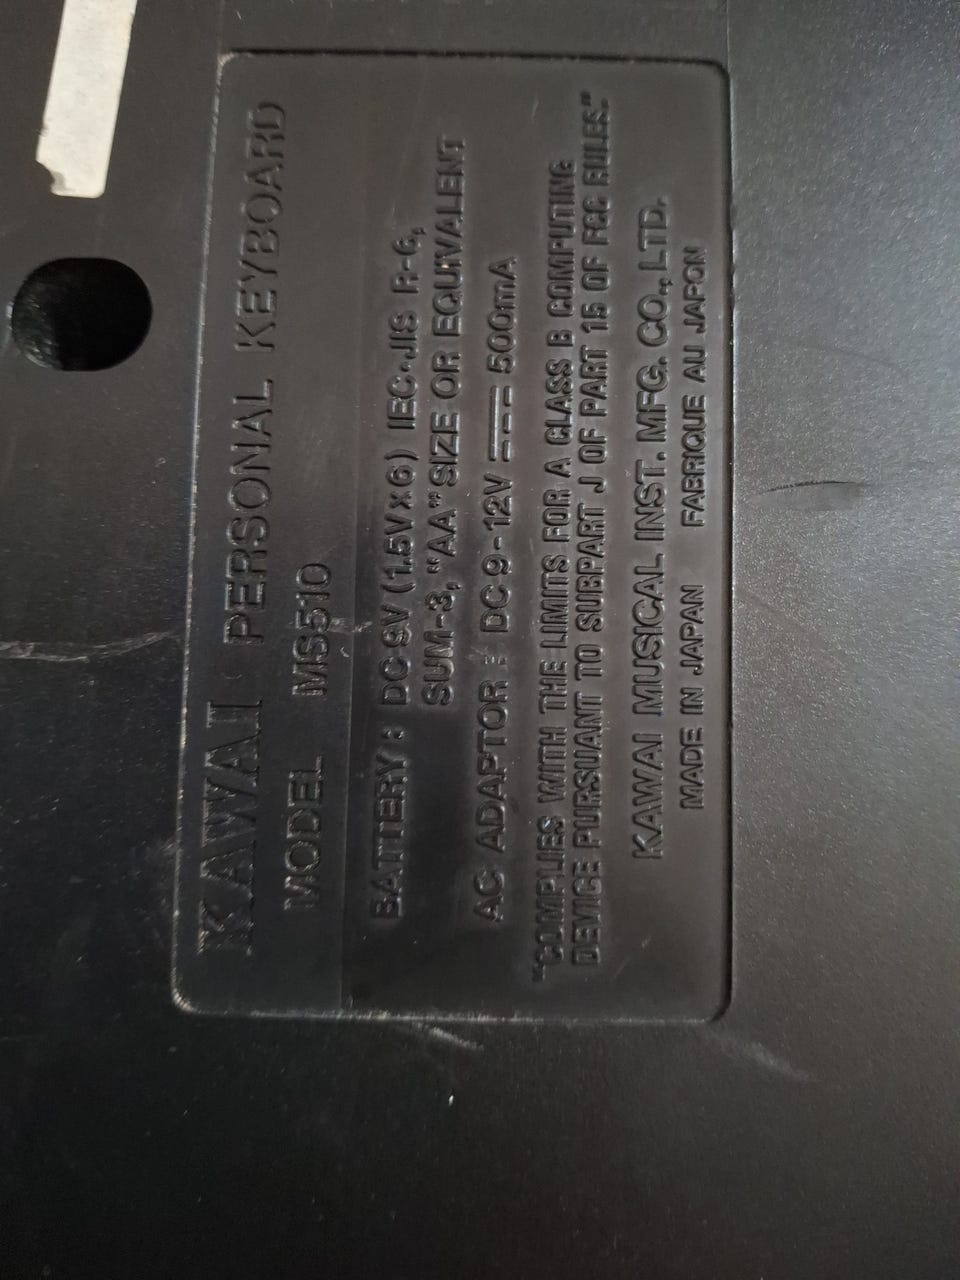 KAWAI PERSONAL KEYBOARD
MODEL MS510
BATTERY : DC 9V (1.5V X 6) IEC·JIS R-6,
SUM-3, "AA" SIZE OR EQUIVALENT
AC ADAPTOR : DC 9-12V ⎓ 500mA
"COMPLIES WITH THE LIMITS FOR A CLASS B COMPUTING
DEVICE PURSUANT TO SUBPART J OF PART 15 OF FCC RULES."
KAWAI MUSICAL INST. MFG. CO., LTD.
MADE IN JAPAN FABRIQUE AU JAPON